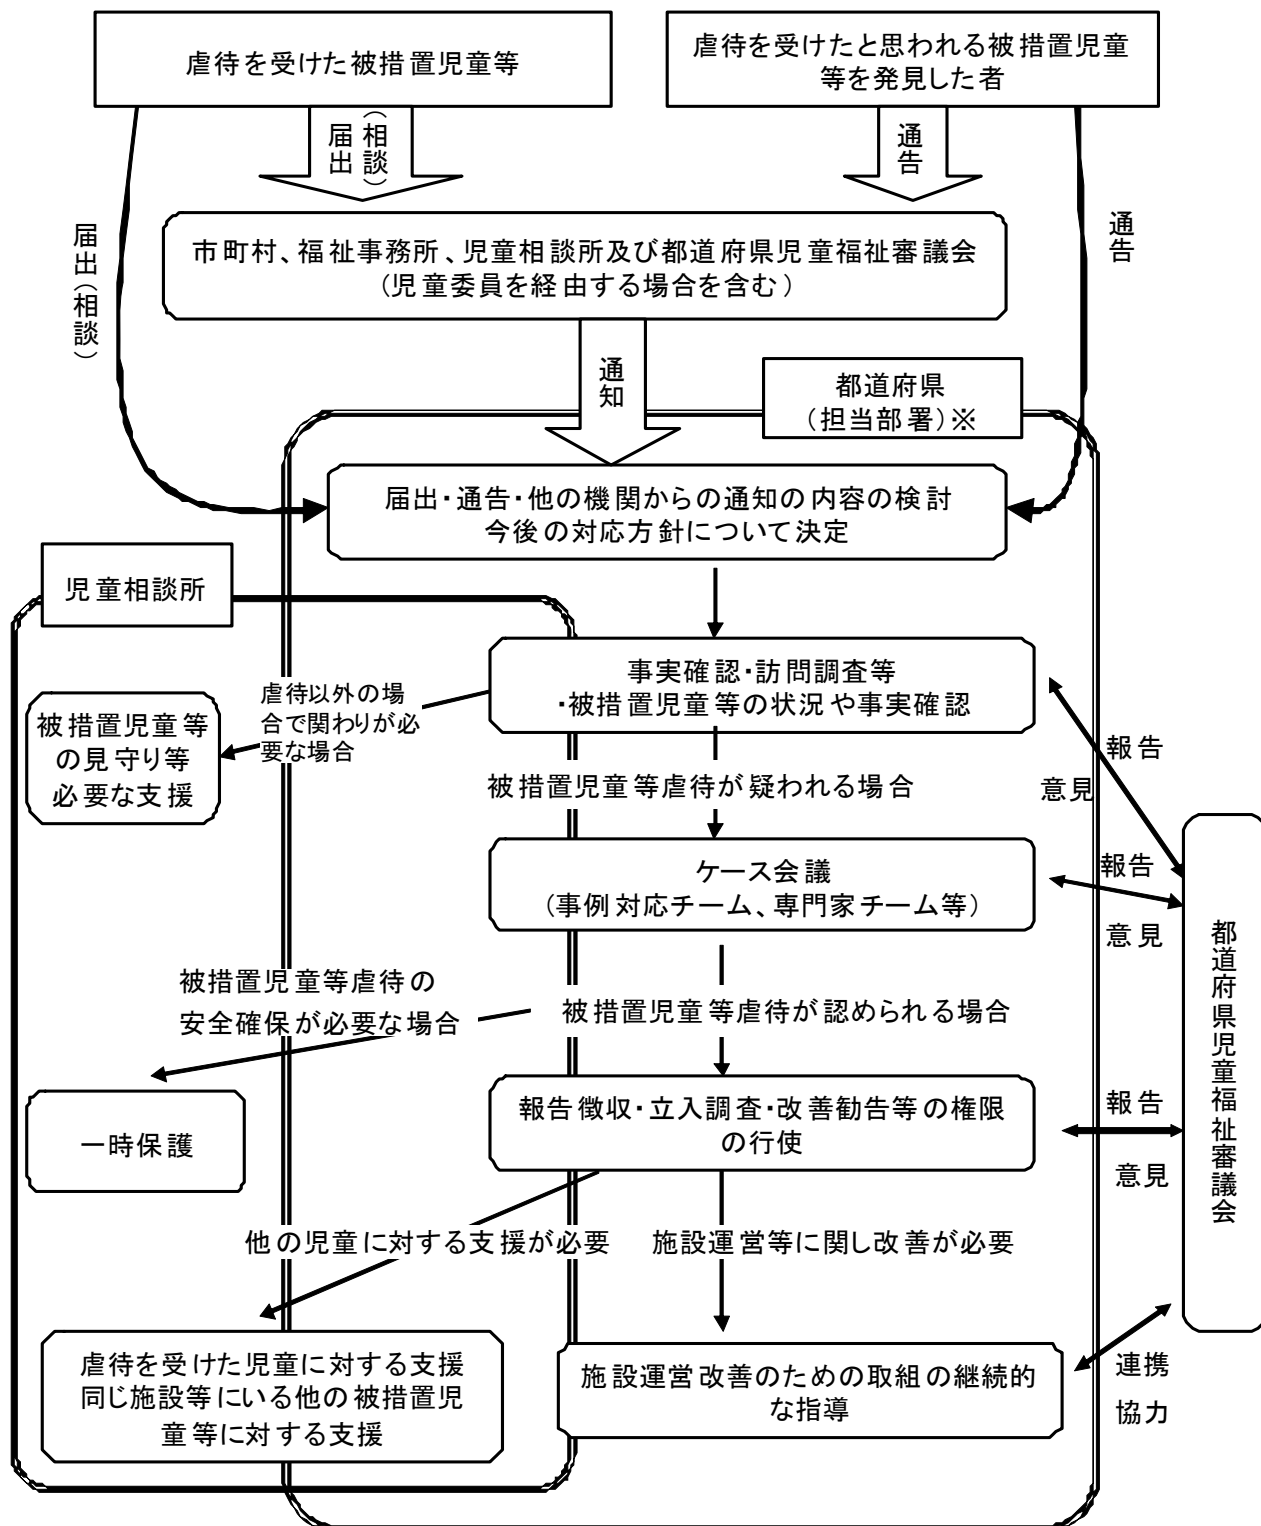 虐待を受けた被措置児童等
虐待を受けたと思われる被措置児童
等を発見した者
届出
（相談）
通告
届出（相談）
通告
市町村、福祉事務所、児童相談所及び都道府県児童福祉審議会
（児童委員を経由する場合を含む）
通知
都道府県
（担当部署）※
届出・通告・他の機関からの通知の内容の検討
今後の対応方針について決定
児童相談所
事実確認・訪問調査等
・被措置児童等の状況や事実確認
虐待以外の場
合で関わりが必
要な場合
被措置児童等
の見守り等
必要な支援
報告
意見
被措置児童等虐待が疑われる場合
ケース会議
（事例対応チーム、専門家チーム等）
報告
意見
都道府県児童福祉審議会
被措置児童等虐待の
安全確保が必要な場合
被措置児童等虐待が認められる場合
一時保護
報告徴収・立入調査・改善勧告等の権限
の行使
報告
意見
他の児童に対する支援が必要
施設運営等に関し改善が必要
虐待を受けた児童に対する支援
同じ施設等にいる他の被措置児
童等に対する支援
施設運営改善のための取組の継続的
な指導
連携
協力